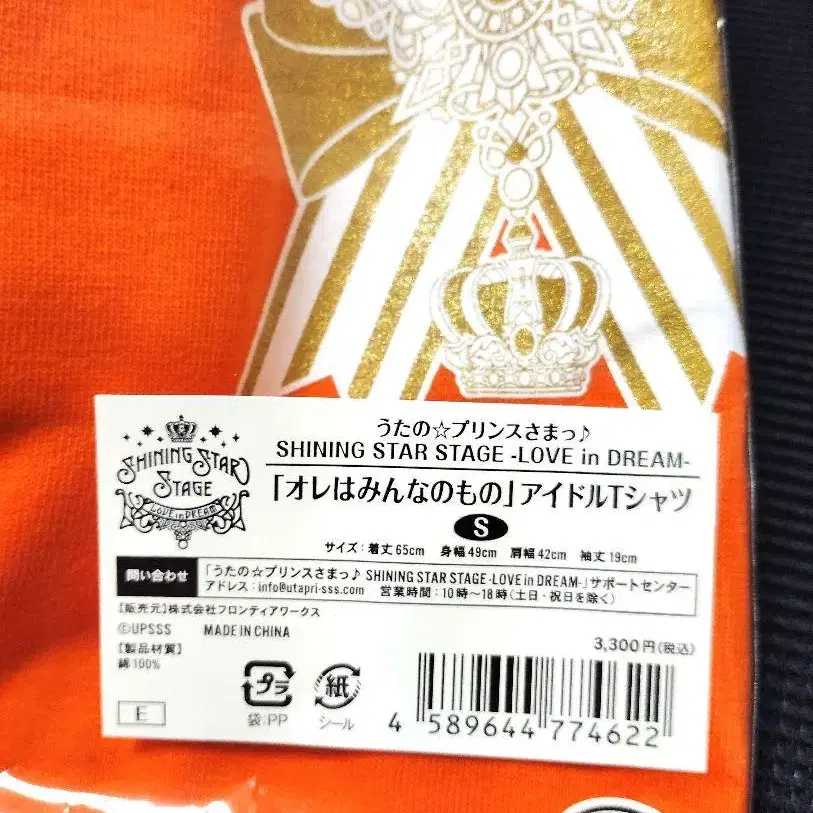 SHINING STAR
STAGE
LOVE in DREAM
うたの☆プリンスさまっ♪
SHINING STAR STAGE -LOVE in DREAM-
「オレはみんなのもの」アイドルTシャツ
S
サイズ：着丈65cm 身幅49cm 肩幅42cm 袖丈19cm
問い合わせ
「うたの☆プリンスさまっ♪ SHINING STAR STAGE -LOVE in DREAM-」サポートセンター
アドレス：info@utapri-sss.com 営業時間：10時～18時（土日・祝日を除く）
【販売元】株式会社フロンティアワークス
©UPSSS MADE IN CHINA
3,300円（税込）
【製品材質】
綿100%
E
プラ
袋:PP
紙
シール
4 589644 774622